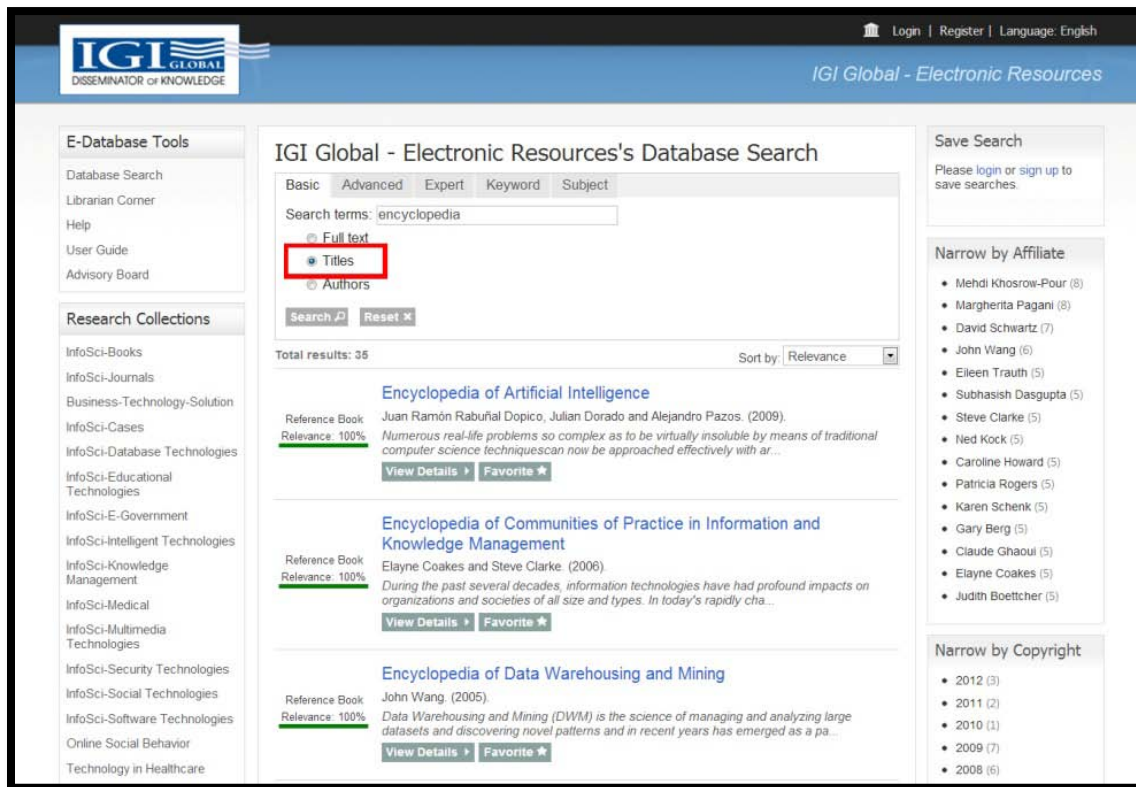 IGI GLOBAL
DISSEMINATOR OF KNOWLEDGE
Login | Register | Language: English
IGI Global - Electronic Resources
E-Database Tools
Database Search
Librarian Corner
Help
User Guide
Advisory Board
Research Collections
InfoSci-Books
InfoSci-Journals
Business-Technology-Solution
InfoSci-Cases
InfoSci-Database Technologies
InfoSci-Educational
Technologies
InfoSci-E-Government
InfoSci-Intelligent Technologies
InfoSci-Knowledge
Management
InfoSci-Medical
InfoSci-Multimedia
Technologies
InfoSci-Security Technologies
InfoSci-Social Technologies
InfoSci-Software Technologies
Online Social Behavior
Technology in Healthcare
IGI Global - Electronic Resources's Database Search
Basic Advanced Expert Keyword Subject
Search terms: encyclopedia
Full text
Titles
Authors
Search Reset ×
Total results: 35
Sort by: Relevance
Encyclopedia of Artificial Intelligence
Reference Book
Relevance: 100%
Juan Ramón Rabuñal Dopico, Julian Dorado and Alejandro Pazos. (2009).
Numerous real-life problems so complex as to be virtually insoluble by means of traditional
computer science techniquescan now be approached effectively with ar...
View Details Favorite ★
Encyclopedia of Communities of Practice in Information and
Knowledge Management
Reference Book
Relevance: 100%
Elayne Coakes and Steve Clarke. (2006).
During the past several decades, information technologies have had profound impacts on
organizations and societies of all size and types. In today's rapidly cha...
View Details Favorite ★
Encyclopedia of Data Warehousing and Mining
Reference Book
Relevance: 100%
John Wang. (2005).
Data Warehousing and Mining (DWM) is the science of managing and analyzing large
datasets and discovering novel patterns and in recent years has emerged as a pa...
View Details Favorite ★
Save Search
Please login or sign up to
save searches.
Narrow by Affiliate
Mehdi Khosrow-Pour (8)
Margherita Pagani (8)
David Schwartz (7)
John Wang (6)
Eileen Trauth (5)
Subhasish Dasgupta (5)
Steve Clarke (5)
Ned Kock (5)
Caroline Howard (5)
Patricia Rogers (5)
Karen Schenk (5)
Gary Berg (5)
Claude Ghaoui (5)
Elayne Coakes (5)
Judith Boettcher (5)
Narrow by Copyright
2012 (3)
2011 (2)
2010 (1)
2009 (7)
2008 (6)